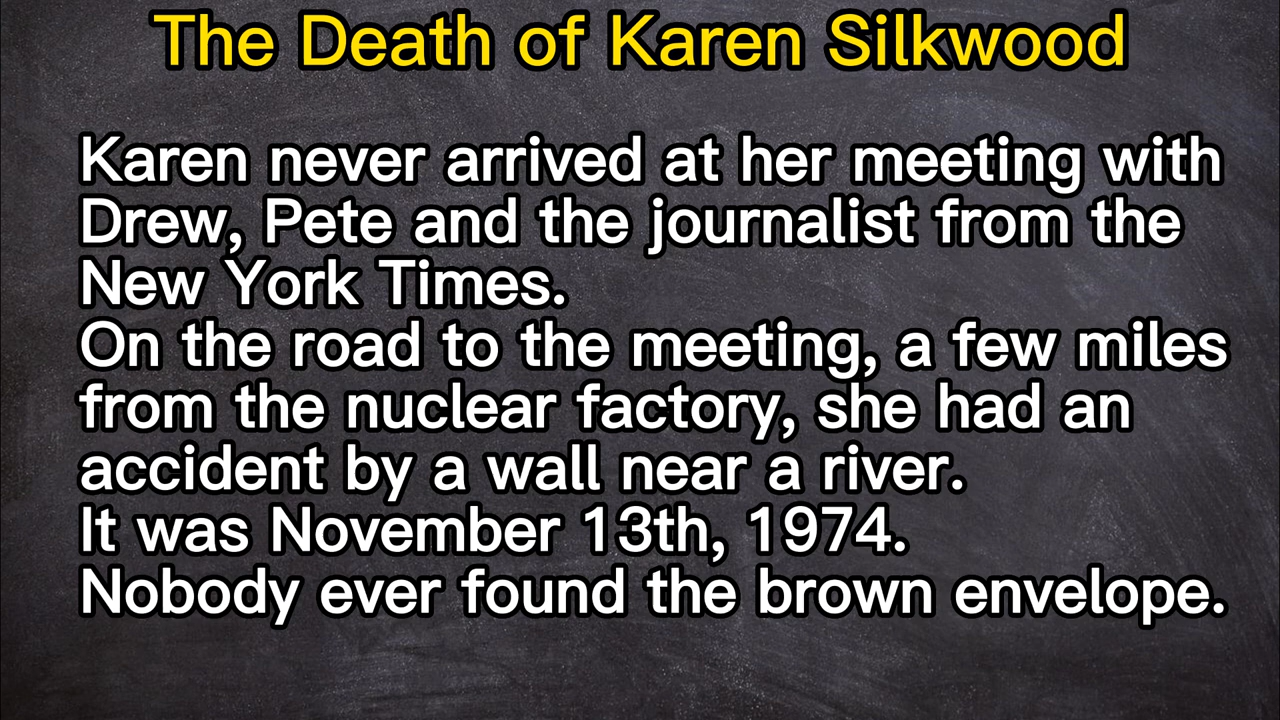 The Death of Karen Silkwood
Karen never arrived at her meeting with
Drew, Pete and the journalist from the
New York Times.
On the road to the meeting, a few miles
from the nuclear factory, she had an
accident by a wall near a river.
It was November 13th, 1974.
Nobody ever found the brown envelope.